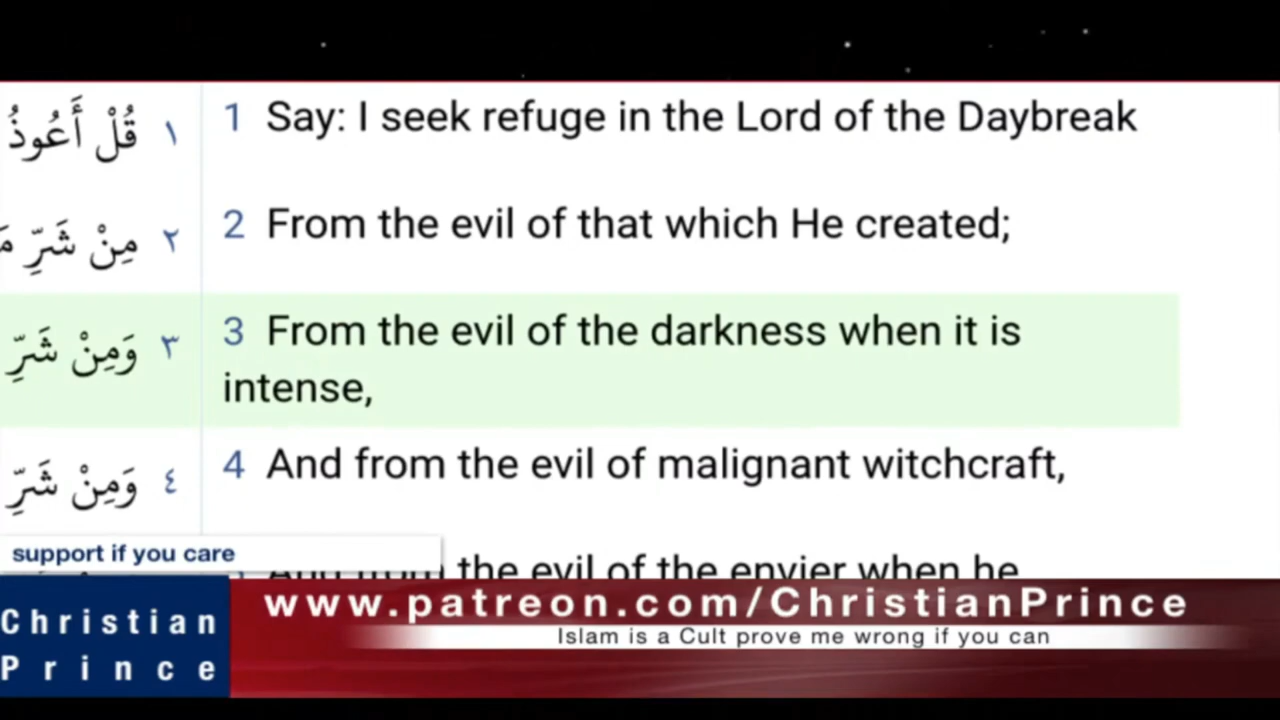 1 Say: I seek refuge in the Lord of the Daybreak
١ قُلْ أَعُوذُ
2 From the evil of that which He created;
٢ مِنْ شَرِّ
3 From the evil of the darkness when it is
intense,
٣ وَمِنْ شَرِّ
4 And from the evil of malignant witchcraft,
٤ وَمِنْ شَرِّ
And from the evil of the envier when he
support if you care
Christian
Prince
www.patreon.com/ChristianPrince
Islam is a Cult prove me wrong if you can